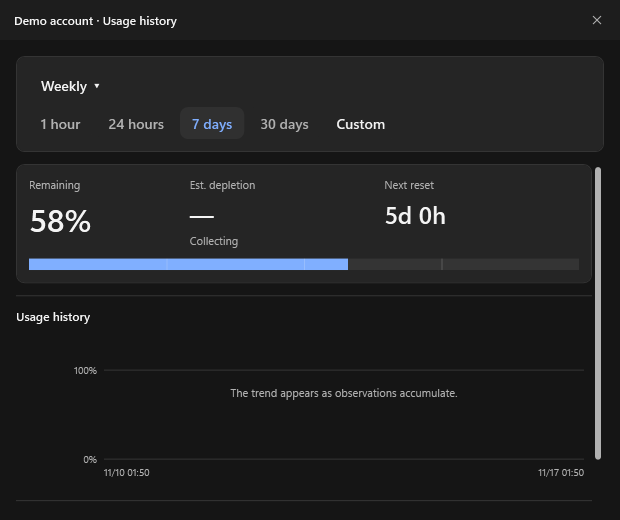 Demo account · Usage history
Weekly
1 hour 24 hours 7 days 30 days Custom
Remaining Est. depletion Next reset
58% — 5d 0h
Collecting
Usage history
100%
The trend appears as observations accumulate.
0%
11/10 01:50 11/17 01:50